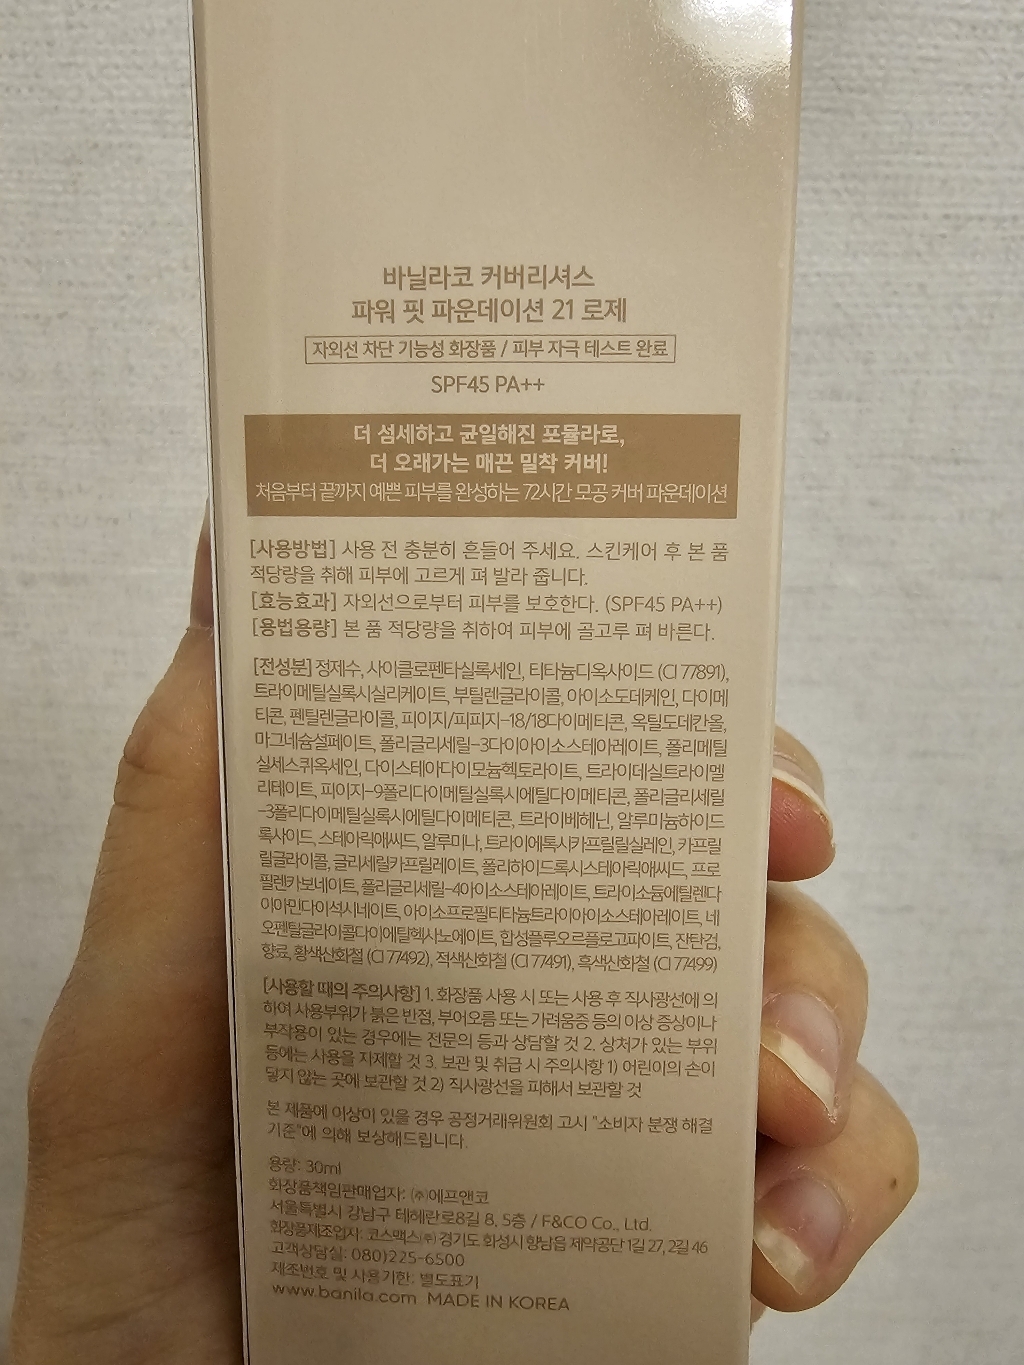 바닐라코 커버리셔스
파워 핏 파운데이션 21 로제
자외선 차단 기능성 화장품 / 피부 자극 테스트 완료
SPF45 PA++
더 섬세하고 균일해진 포뮬라로,
더 오래가는 매끈 밀착 커버!
처음부터 끝까지 예쁜 피부를 완성하는 72시간 모공 커버 파운데이션
[사용방법] 사용 전 충분히 흔들어 주세요. 스킨케어 후 본 품
적당량을 취해 피부에 고르게 펴 발라 줍니다.
[효능효과] 자외선으로부터 피부를 보호한다. (SPF45 PA++)
[용법용량] 본 품 적당량을 취하여 피부에 골고루 펴 바른다.
[전성분] 정제수, 사이클로펜타실록세인, 티타늄디옥사이드 (CI 77891),
트라이메틸실록시실리케이트, 부틸렌글라이콜, 아이소도데케인, 다이메
티콘, 펜틸렌글라이콜, 피이지/피피지-18/18다이메티콘, 옥틸도데칸올,
마그네슘설페이트, 폴리글리세릴-3다이아이소스테아레이트, 폴리메틸
실세스퀴옥세인, 다이스테아다이모늄헥토라이트, 트라이데실트라이멜
리테이트, 피이지-9폴리다이메틸실록시에틸다이메티콘, 폴리글리세릴
-3폴리다이메틸실록시에틸다이메티콘, 트라이베헤닌, 알루미늄하이드
록사이드, 스테아릭애씨드, 알루미나, 트라이에톡시카프릴릴실레인, 카프릴
릴글라이콜, 글리세릴카프릴레이트, 폴리하이드록시스테아릭애씨드, 프로
필렌카보네이트, 폴리글리세릴-4아이소스테아레이트, 트라이소듐에틸렌다
이아민다이석시네이트, 아이소프로필티타늄트라이아이소스테아레이트, 네
오펜틸글라이콜다이에틸헥사노에이트, 합성플루오르플로고파이트, 잔탄검,
향료, 황색산화철 (CI 77492), 적색산화철 (CI 77491), 흑색산화철 (CI 77499)
[사용할 때의 주의사항] 1. 화장품 사용 시 또는 사용 후 직사광선에 의
하여 사용부위가 붉은 반점, 부어오름 또는 가려움증 등의 이상 증상이나
부작용이 있는 경우에는 전문의 등과 상담할 것 2. 상처가 있는 부위
등에는 사용을 자제할 것 3. 보관 및 취급 시 주의사항 1) 어린이의 손이
닿지 않는 곳에 보관할 것 2) 직사광선을 피해서 보관할 것
본 제품에 이상이 있을 경우 공정거래위원회 고시 "소비자 분쟁 해결
기준"에 의해 보상해드립니다.
용량: 30ml
화장품책임판매업자: ㈜에프앤코
서울특별시 강남구 테헤란로8길 8, 5층 / F&CO Co., Ltd.
화장품제조업자: 코스맥스㈜ 경기도 화성시 향남읍 제약공단 1길 27, 2길 46
고객상담실: 080)225-6500
제조번호 및 사용기한: 별도표기
www.banila.com MADE IN KOREA